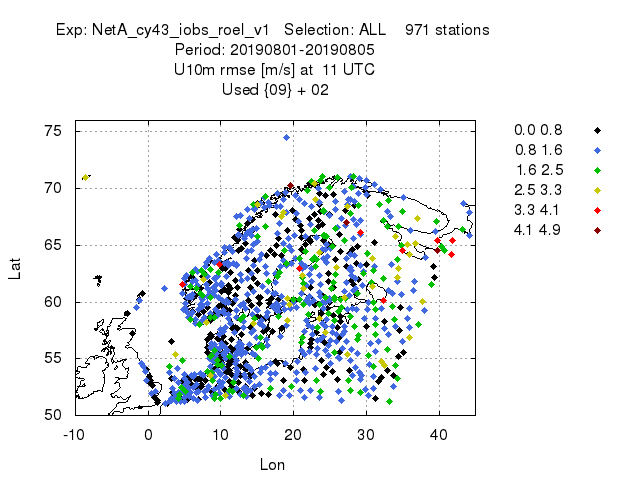 Exp: NetA_cy43_iobs_roel_v1 Selection: ALL 971 stations
Period: 20190801-20190805
U10m rmse [m/s] at 11 UTC
Used {09} + 02
75
70
65
60
55
50
-10 0 10 20 30 40
Lat
Lon
0.0 0.8
0.8 1.6
1.6 2.5
2.5 3.3
3.3 4.1
4.1 4.9